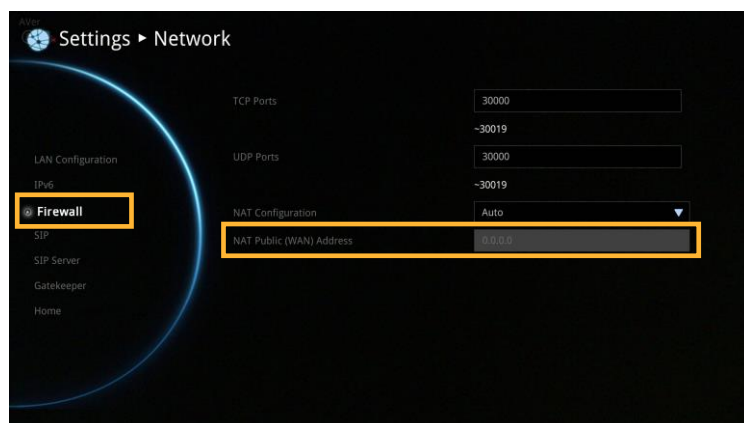 AVer
Settings ▸ Network
TCP Ports
30000
~30019
LAN Configuration
UDP Ports
30000
IPv6
~30019
Firewall
NAT Configuration
Auto
SIP
NAT Public (WAN) Address
0.0.0.0
SIP Server
Gatekeeper
Home